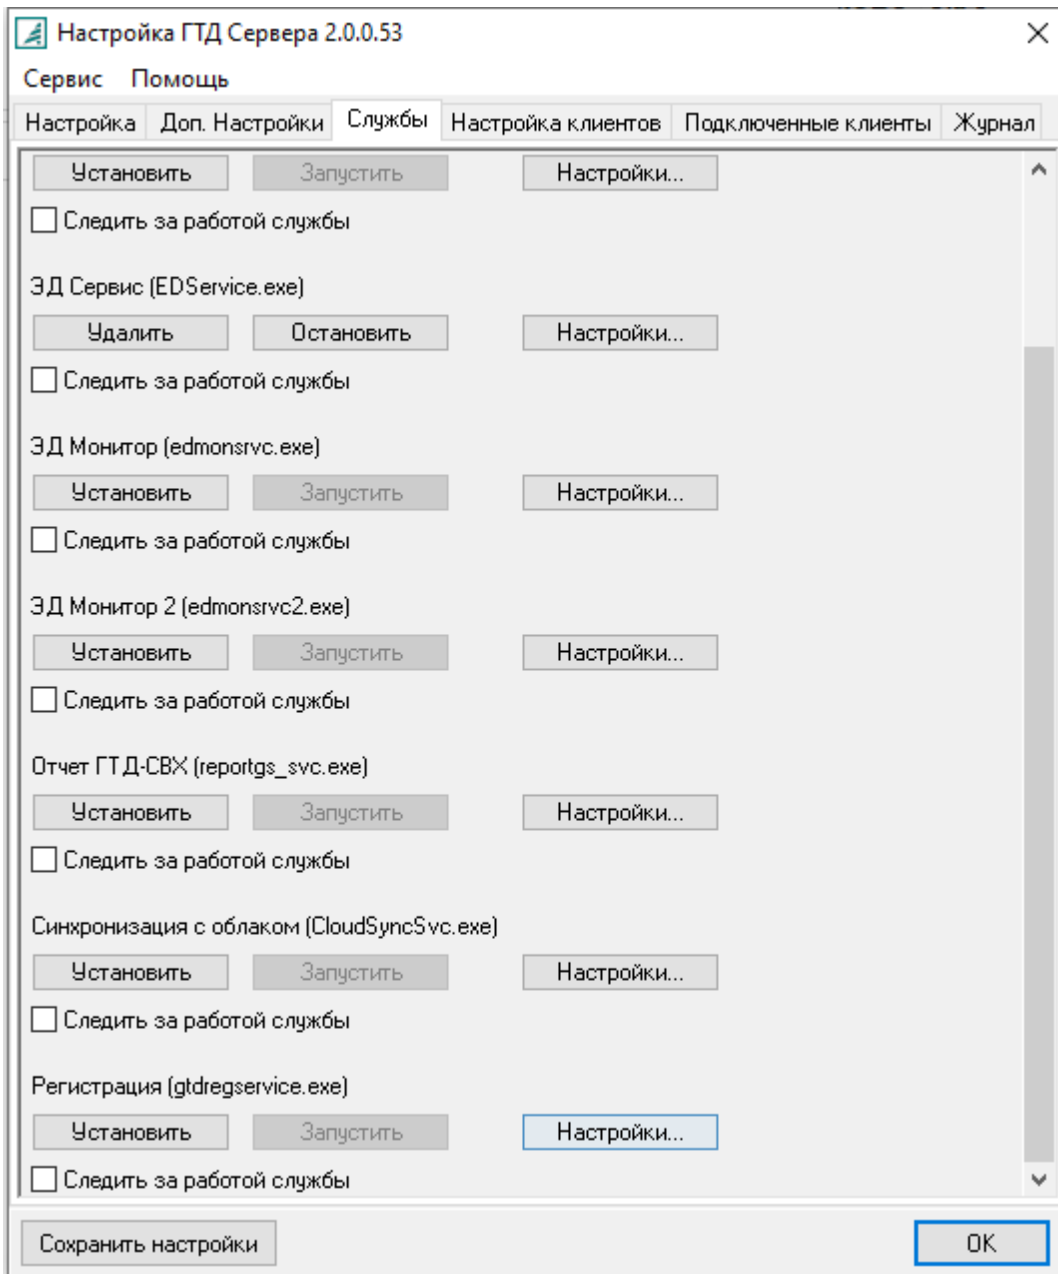 Настройка ГТД Сервера 2.0.0.53
Сервис Помощь
Настройка Доп. Настройки Службы Настройка клиентов Подключенные клиенты Журнал
Установить Запустить Настройки...
Следить за работой службы
ЭД Сервис (EDService.exe)
Удалить Остановить Настройки...
Следить за работой службы
ЭД Монитор (edmonsrvc.exe)
Установить Запустить Настройки...
Следить за работой службы
ЭД Монитор 2 (edmonsrvc2.exe)
Установить Запустить Настройки...
Следить за работой службы
Отчет ГТД-СВХ (reportgs_svc.exe)
Установить Запустить Настройки...
Следить за работой службы
Синхронизация с облаком (CloudSyncSvc.exe)
Установить Запустить Настройки...
Следить за работой службы
Регистрация (gtdregservice.exe)
Установить Запустить Настройки...
Следить за работой службы
Сохранить настройки OK